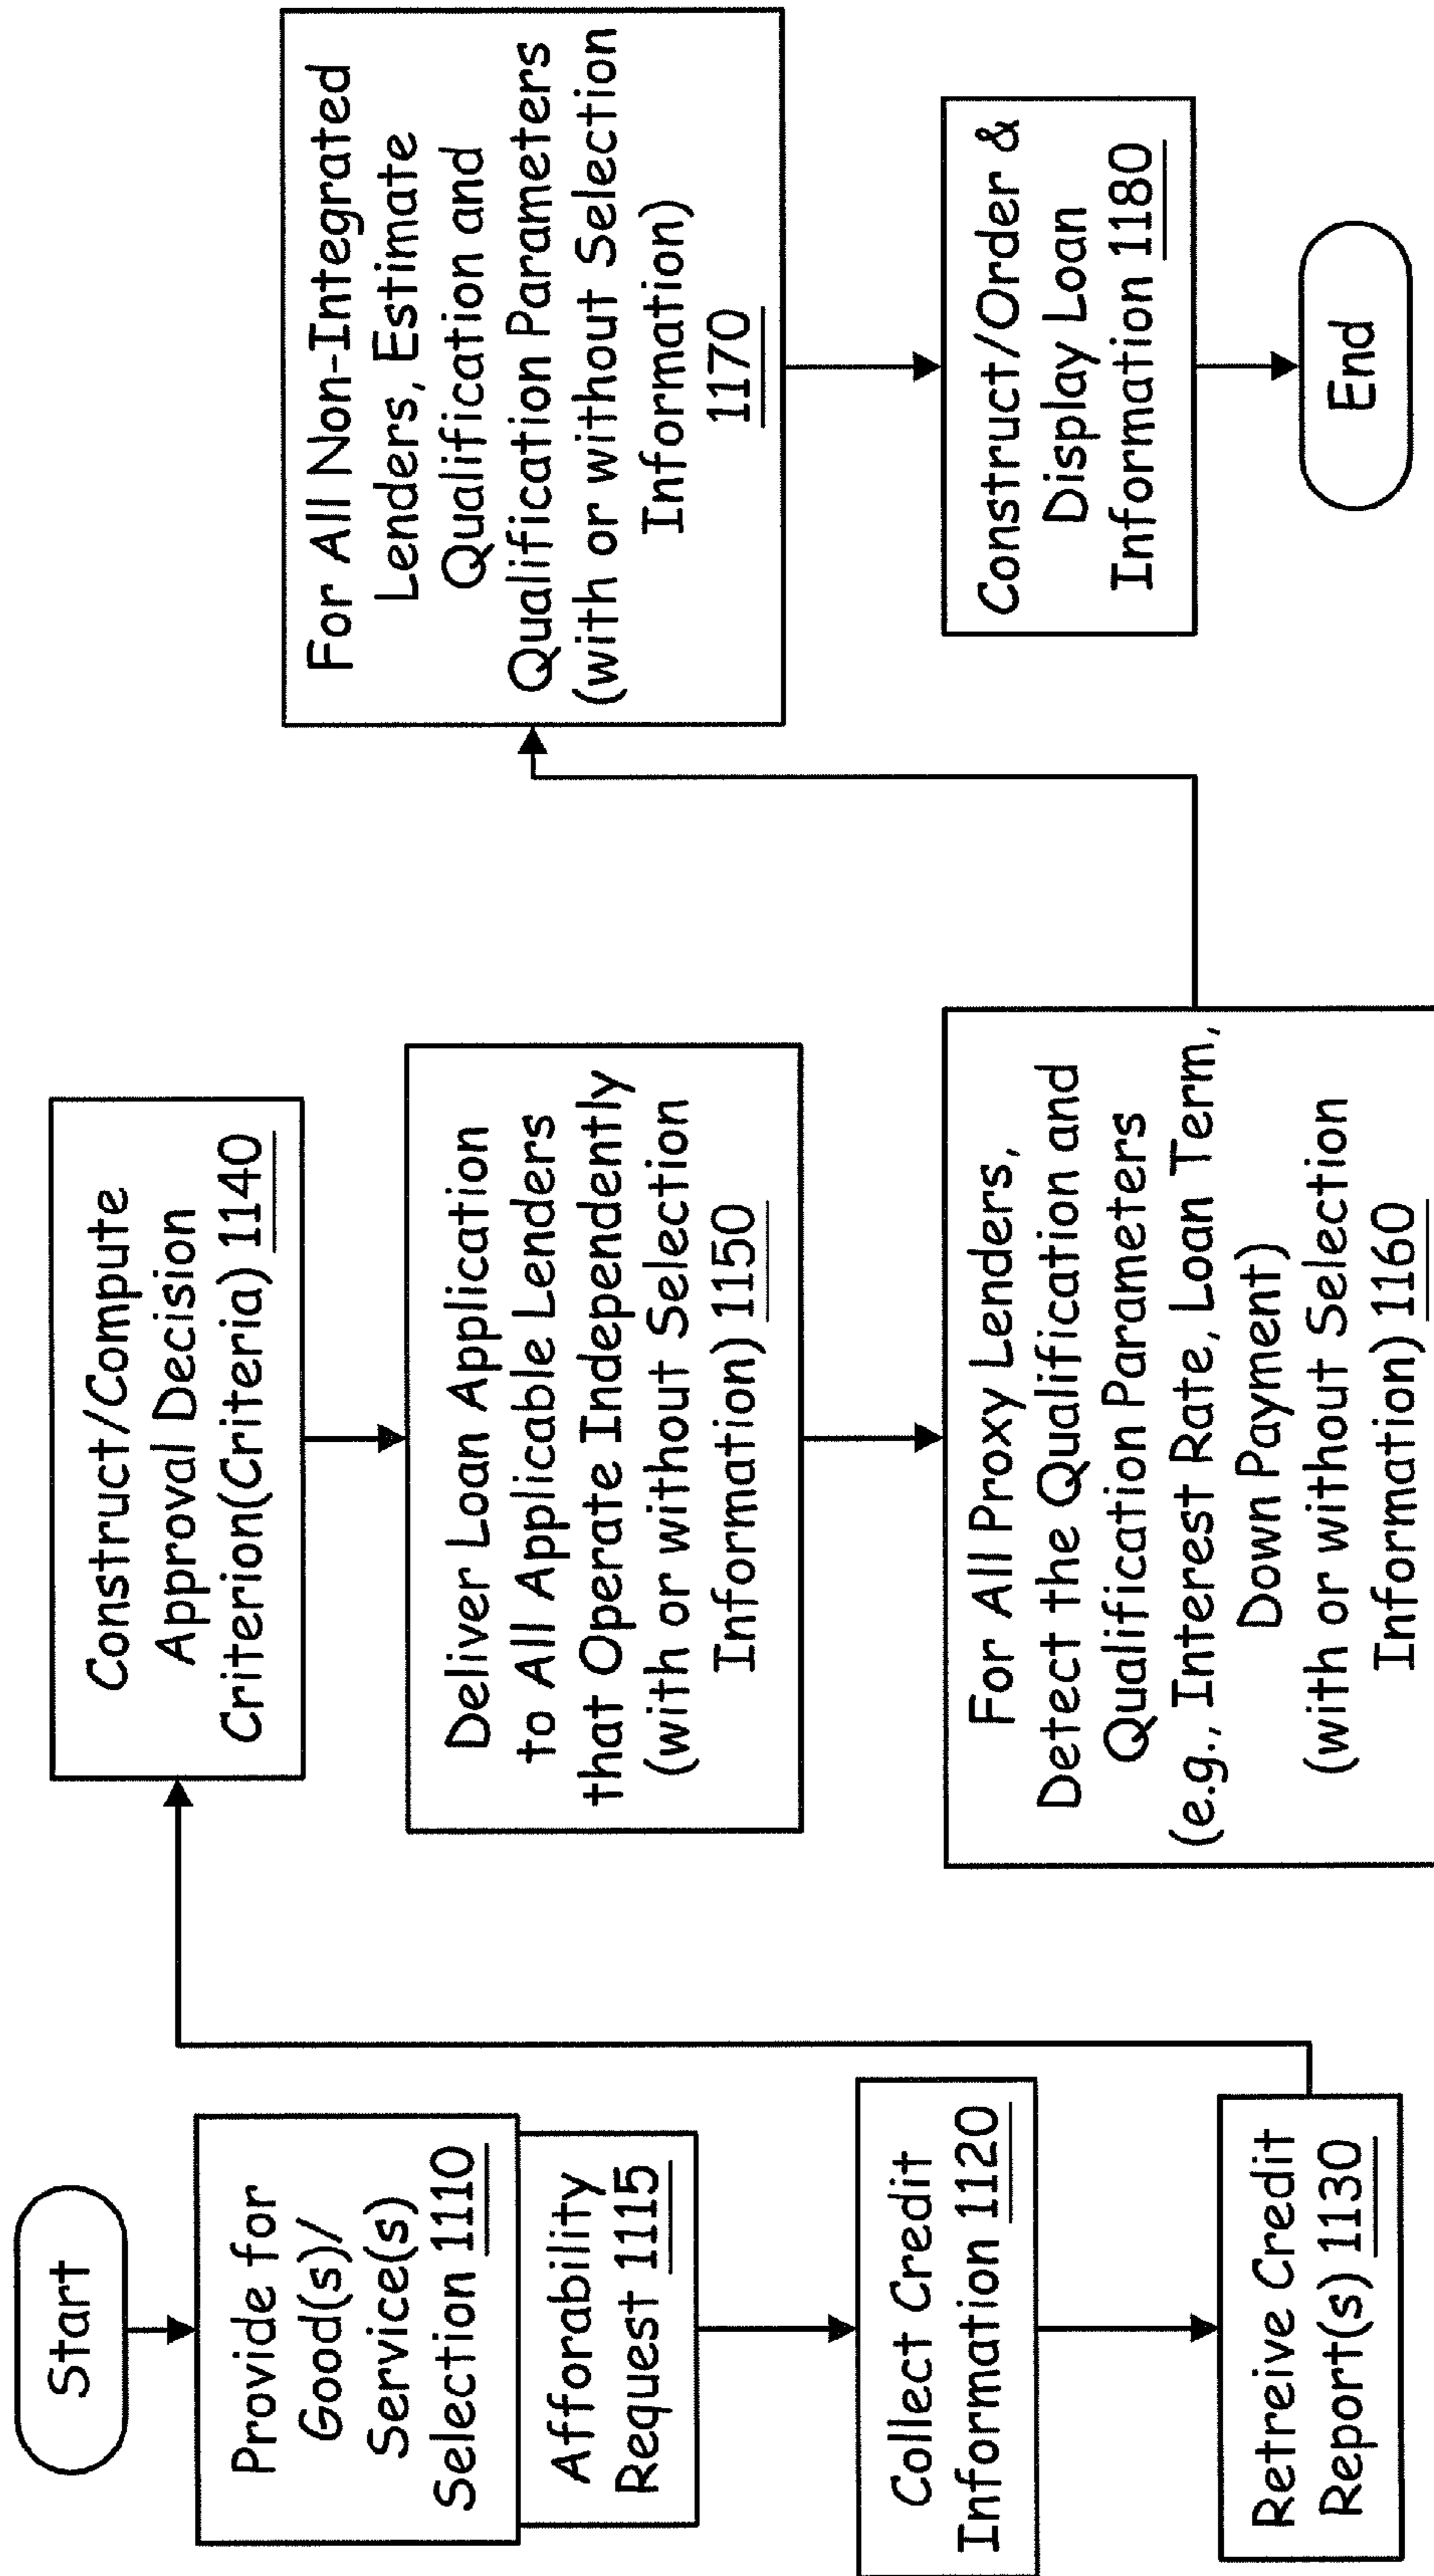 Start
Provide for
Good(s)/
Service(s)
Selection 1110
Afforability
Request 1115
Collect Credit
Information 1120
Retreive Credit
Report(s) 1130
Construct/Compute
Approval Decision
Criterion(Criteria) 1140
Deliver Loan Application
to All Applicable Lenders
that Operate Independently
(with or without Selection
Information) 1150
For All Proxy Lenders,
Detect the Qualification and
Qualification Parameters
(e.g., Interest Rate, Loan Term,
Down Payment)
(with or without Selection
Information) 1160
For All Non-Integrated
Lenders, Estimate
Qualification and
Qualification Parameters
(with or without Selection
Information)
1170
Construct/Order &
Display Loan
Information 1180
End